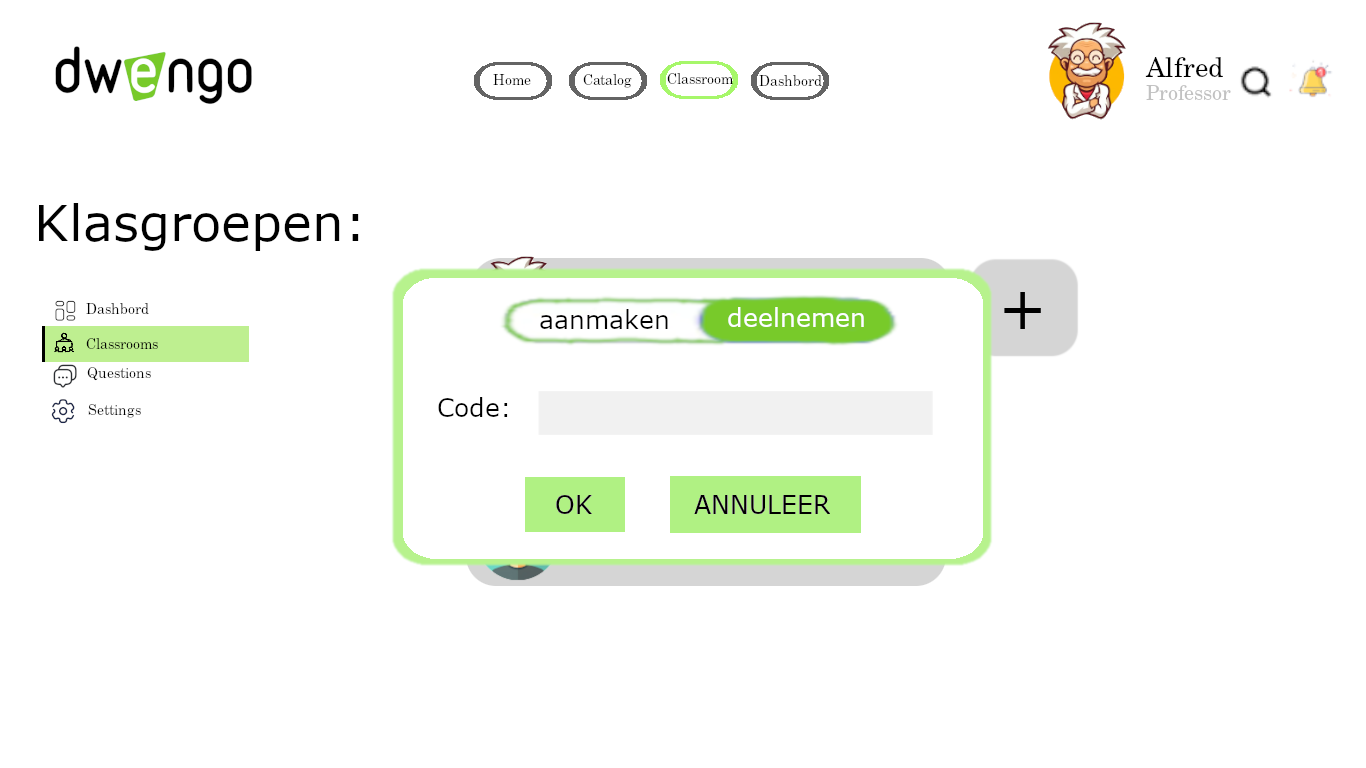 dwengo
Home
Catalog
Classroom
Dashbord
Alfred
Professor
Klasgroepen:
Dashbord
Classrooms
Questions
Settings
+
aanmaken
deelnemen
Code:
OK
ANNULEER